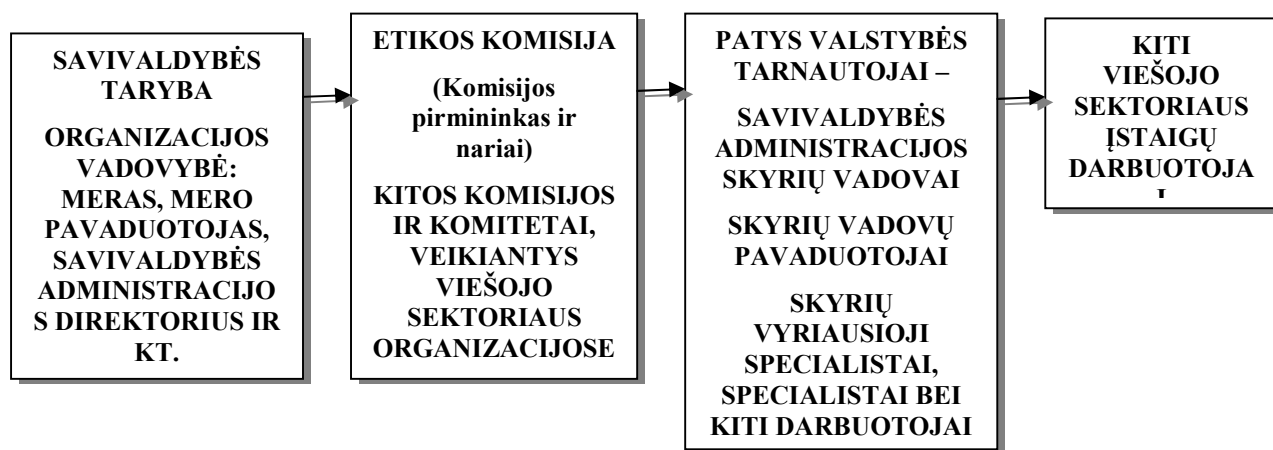 SAVIVALDYBĖS
TARYBA
ORGANIZACIJOS
VADOVYBĖ:
MERAS, MERO
PAVADUOTOJAS,
SAVIVALDYBĖS
ADMINISTRACIJO
S DIREKTORIUS IR
KT.
ETIKOS KOMISIJA
(Komisijos
pirmininkas ir
nariai)
KITOS KOMISIJOS
IR KOMITETAI,
VEIKIANTYS
VIEŠOJO
SEKTORIAUS
ORGANIZACIJOSE
PATYS VALSTYBĖS
TARNAUTOJAI –
SAVIVALDYBĖS
ADMINISTRACIJOS
SKYRIŲ VADOVAI
SKYRIŲ VADOVŲ
PAVADUOTOJAI
SKYRIŲ
VYRIAUSIOJI
SPECIALISTAI,
SPECIALISTAI BEI
KITI DARBUOTOJAI
KITI
VIEŠOJO
SEKTORIAUS
ĮSTAIGŲ
DARBUOTOJA
I